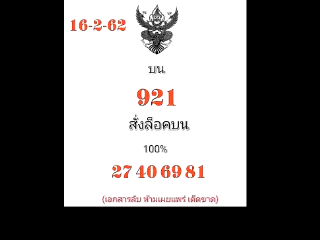 16-2-62
บน
921
สั่งล็อคบน
100%
27 40 69 81
(เอกสารลับ ห้ามเผยแพร่ เด็ดขาด)